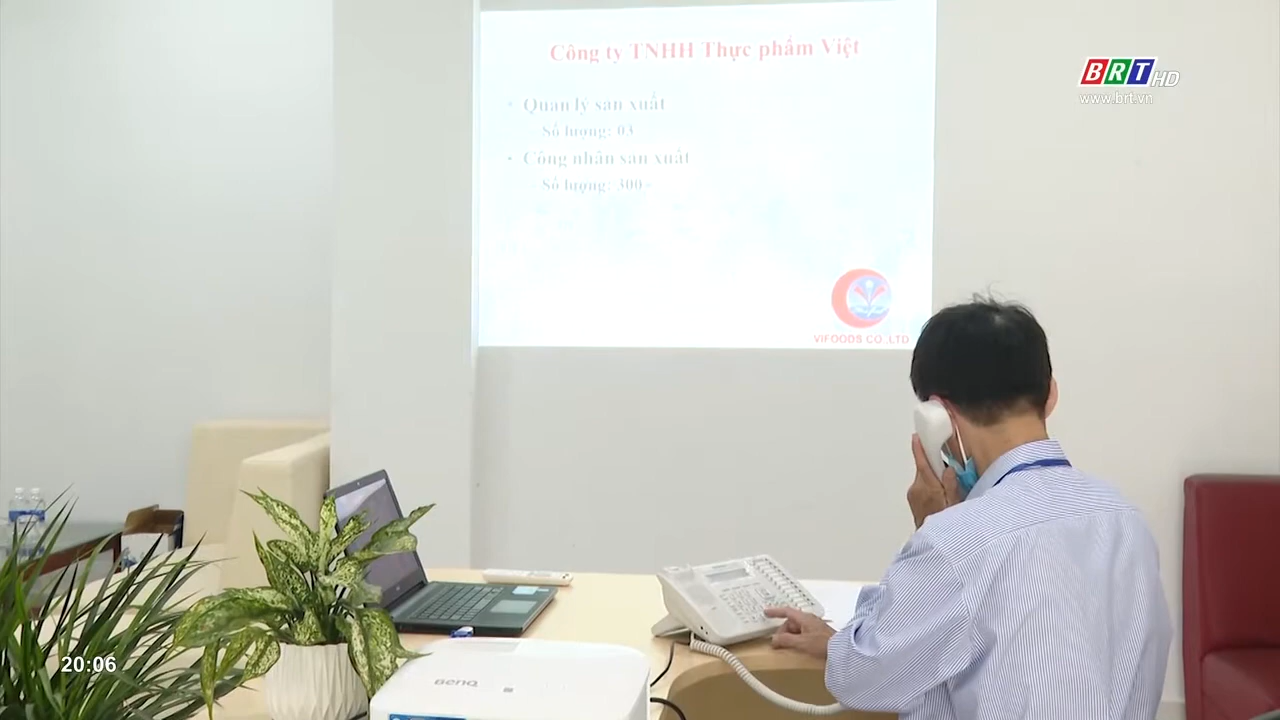 Công ty TNHH Thực phẩm Việt
BRT HD
www.brt.vn
• Quản lý sản xuất
- Số lượng: 03
• Công nhân sản xuất
- Số lượng: 300
VIFOODS CO.,LTD
20:06
BenQ